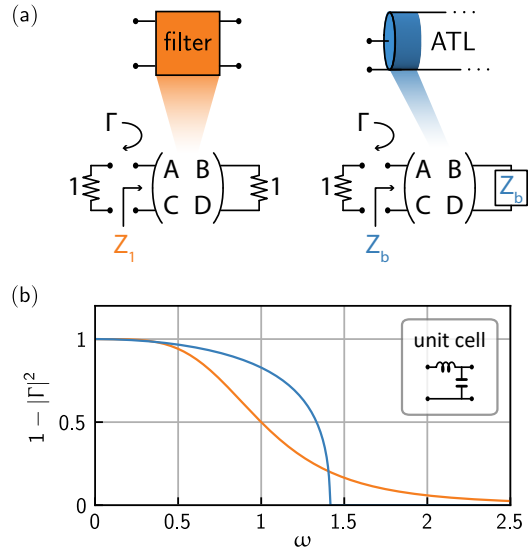 (a)
filter
ATL
Γ
1
A B
C D
1
Z_1
Γ
1
A B
C D
Z_b
Z_b
(b)
1 − |Γ|²
1
0.5
0
unit cell
0 0.5 1 1.5 2 2.5
ω